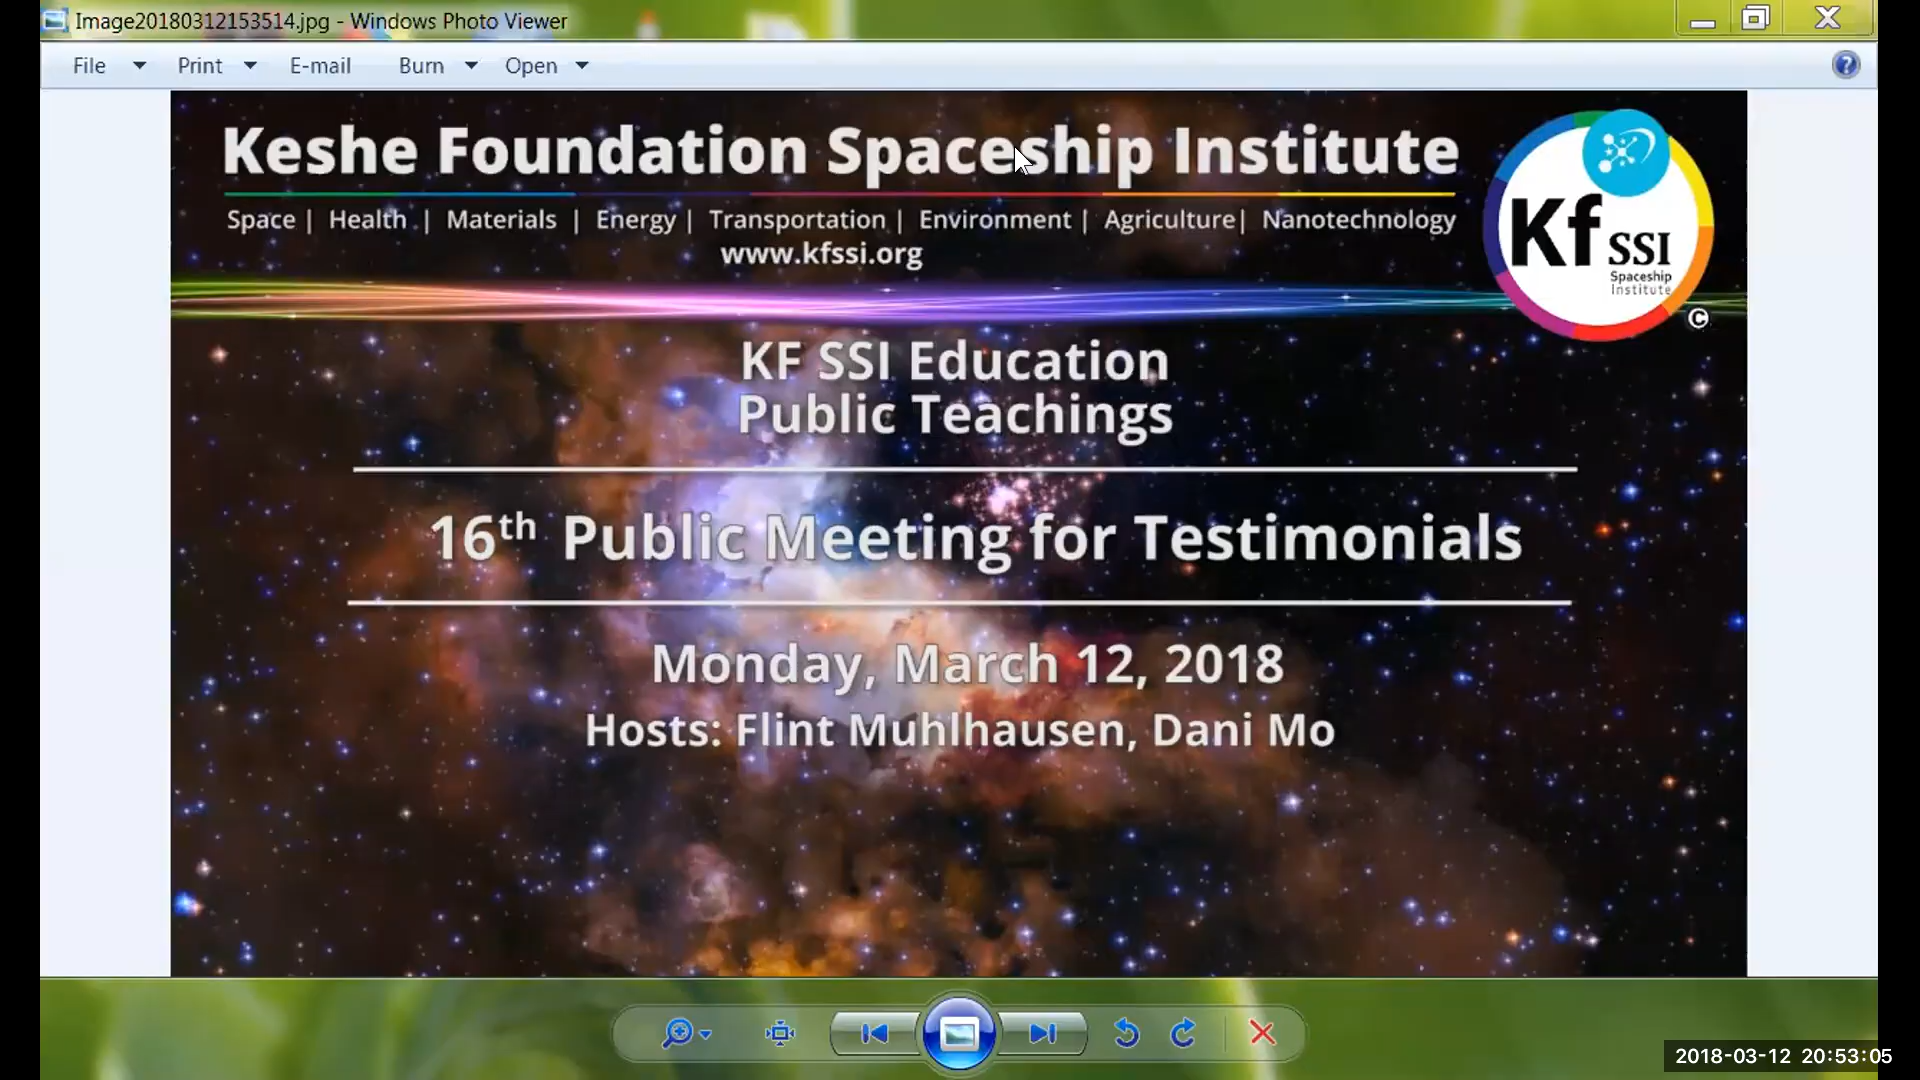 Image20180312153514.jpg - Windows Photo Viewer
File Print E-mail Burn Open
Keshe Foundation Spaceship Institute
Space | Health | Materials | Energy | Transportation | Environment | Agriculture | Nanotechnology
www.kfssi.org
Kf SSI
Spaceship
Institute
©
KF SSI Education
Public Teachings
16th Public Meeting for Testimonials
Monday, March 12, 2018
Hosts: Flint Muhlhausen, Dani Mo
2018-03-12 20:53:05